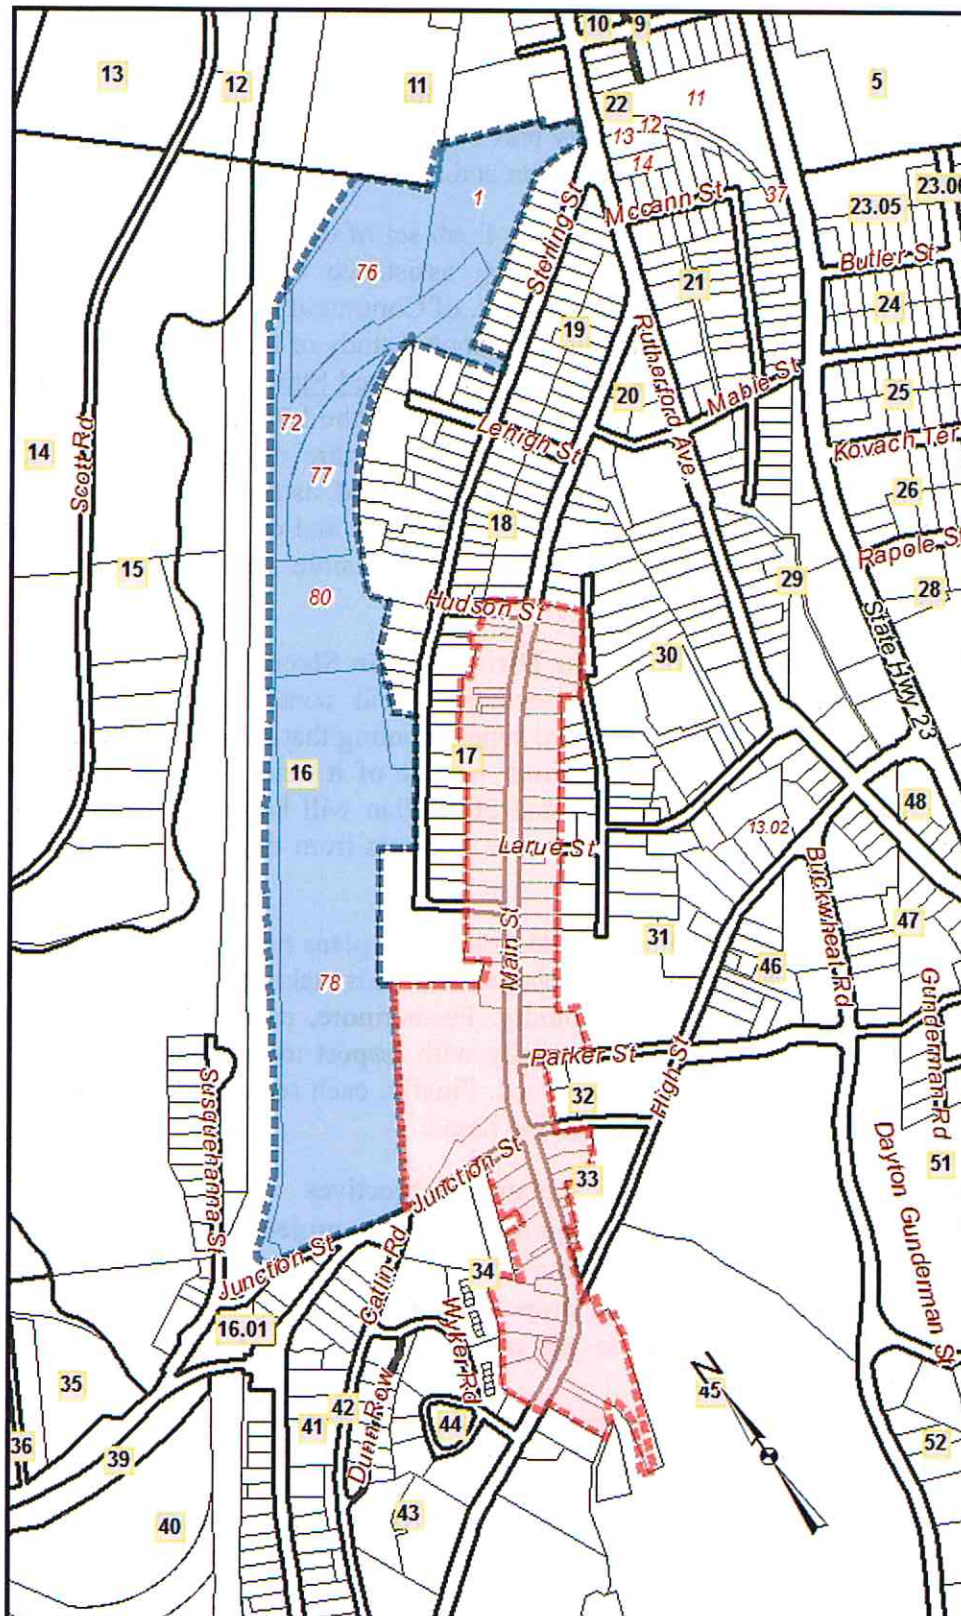 10
9
13
12
11
5
22
11
12
13
14
1
37
23.05
Mccann St
Sterling St
Butler St
76
21
24
19
Rutherford Ave
20
Mabie St
25
72
Lehigh St
Kovach Ter
14
Scott Rd
77
26
18
Rapole St
15
29
28
80
Hudson St
State Hwy 23
30
17
16
48
13.02
Larue St
Buckwheat Rd
47
31
Main St
46
78
Gunderman Rd
Parker St
High St
Susquehanna St
32
Dayton Gunderman St
51
Junction St
33
Junction St
Catlin Rd
34
Wyker Rd
16.01
N
45
35
Dunn Row
42
44
41
36
39
52
43
40